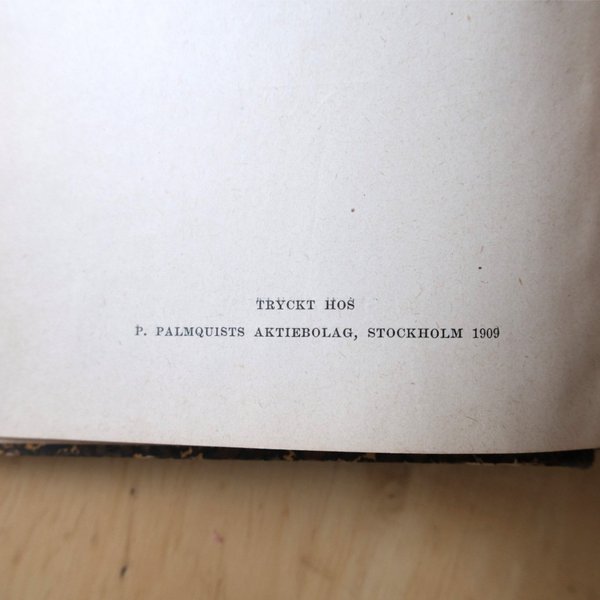 TRYCKT HOS
P. PALMQUISTS AKTIEBOLAG, STOCKHOLM 1909